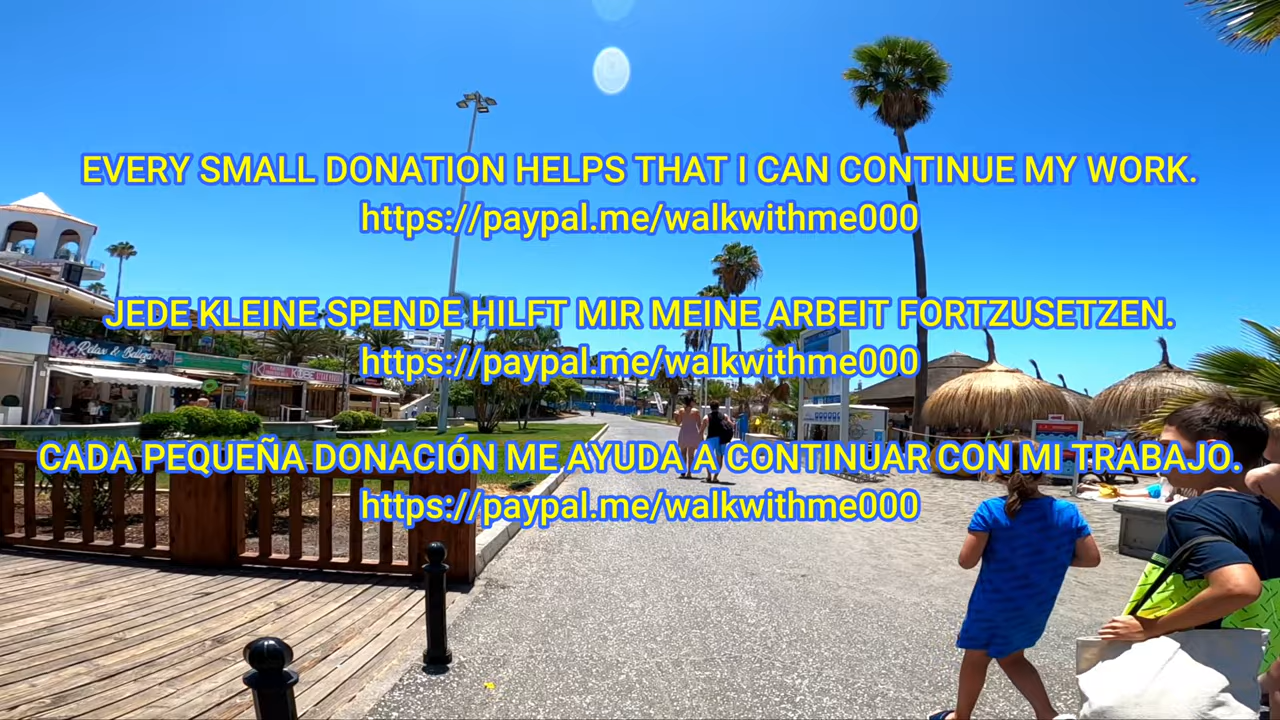 EVERY SMALL DONATION HELPS THAT I CAN CONTINUE MY WORK.
https://paypal.me/walkwithme000
JEDE KLEINE SPENDE HILFT MIR MEINE ARBEIT FORTZUSETZEN.
https://paypal.me/walkwithme000
Relax &
CADA PEQUEÑA DONACIÓN ME AYUDA A CONTINUAR CON MI TRABAJO.
https://paypal.me/walkwithme000